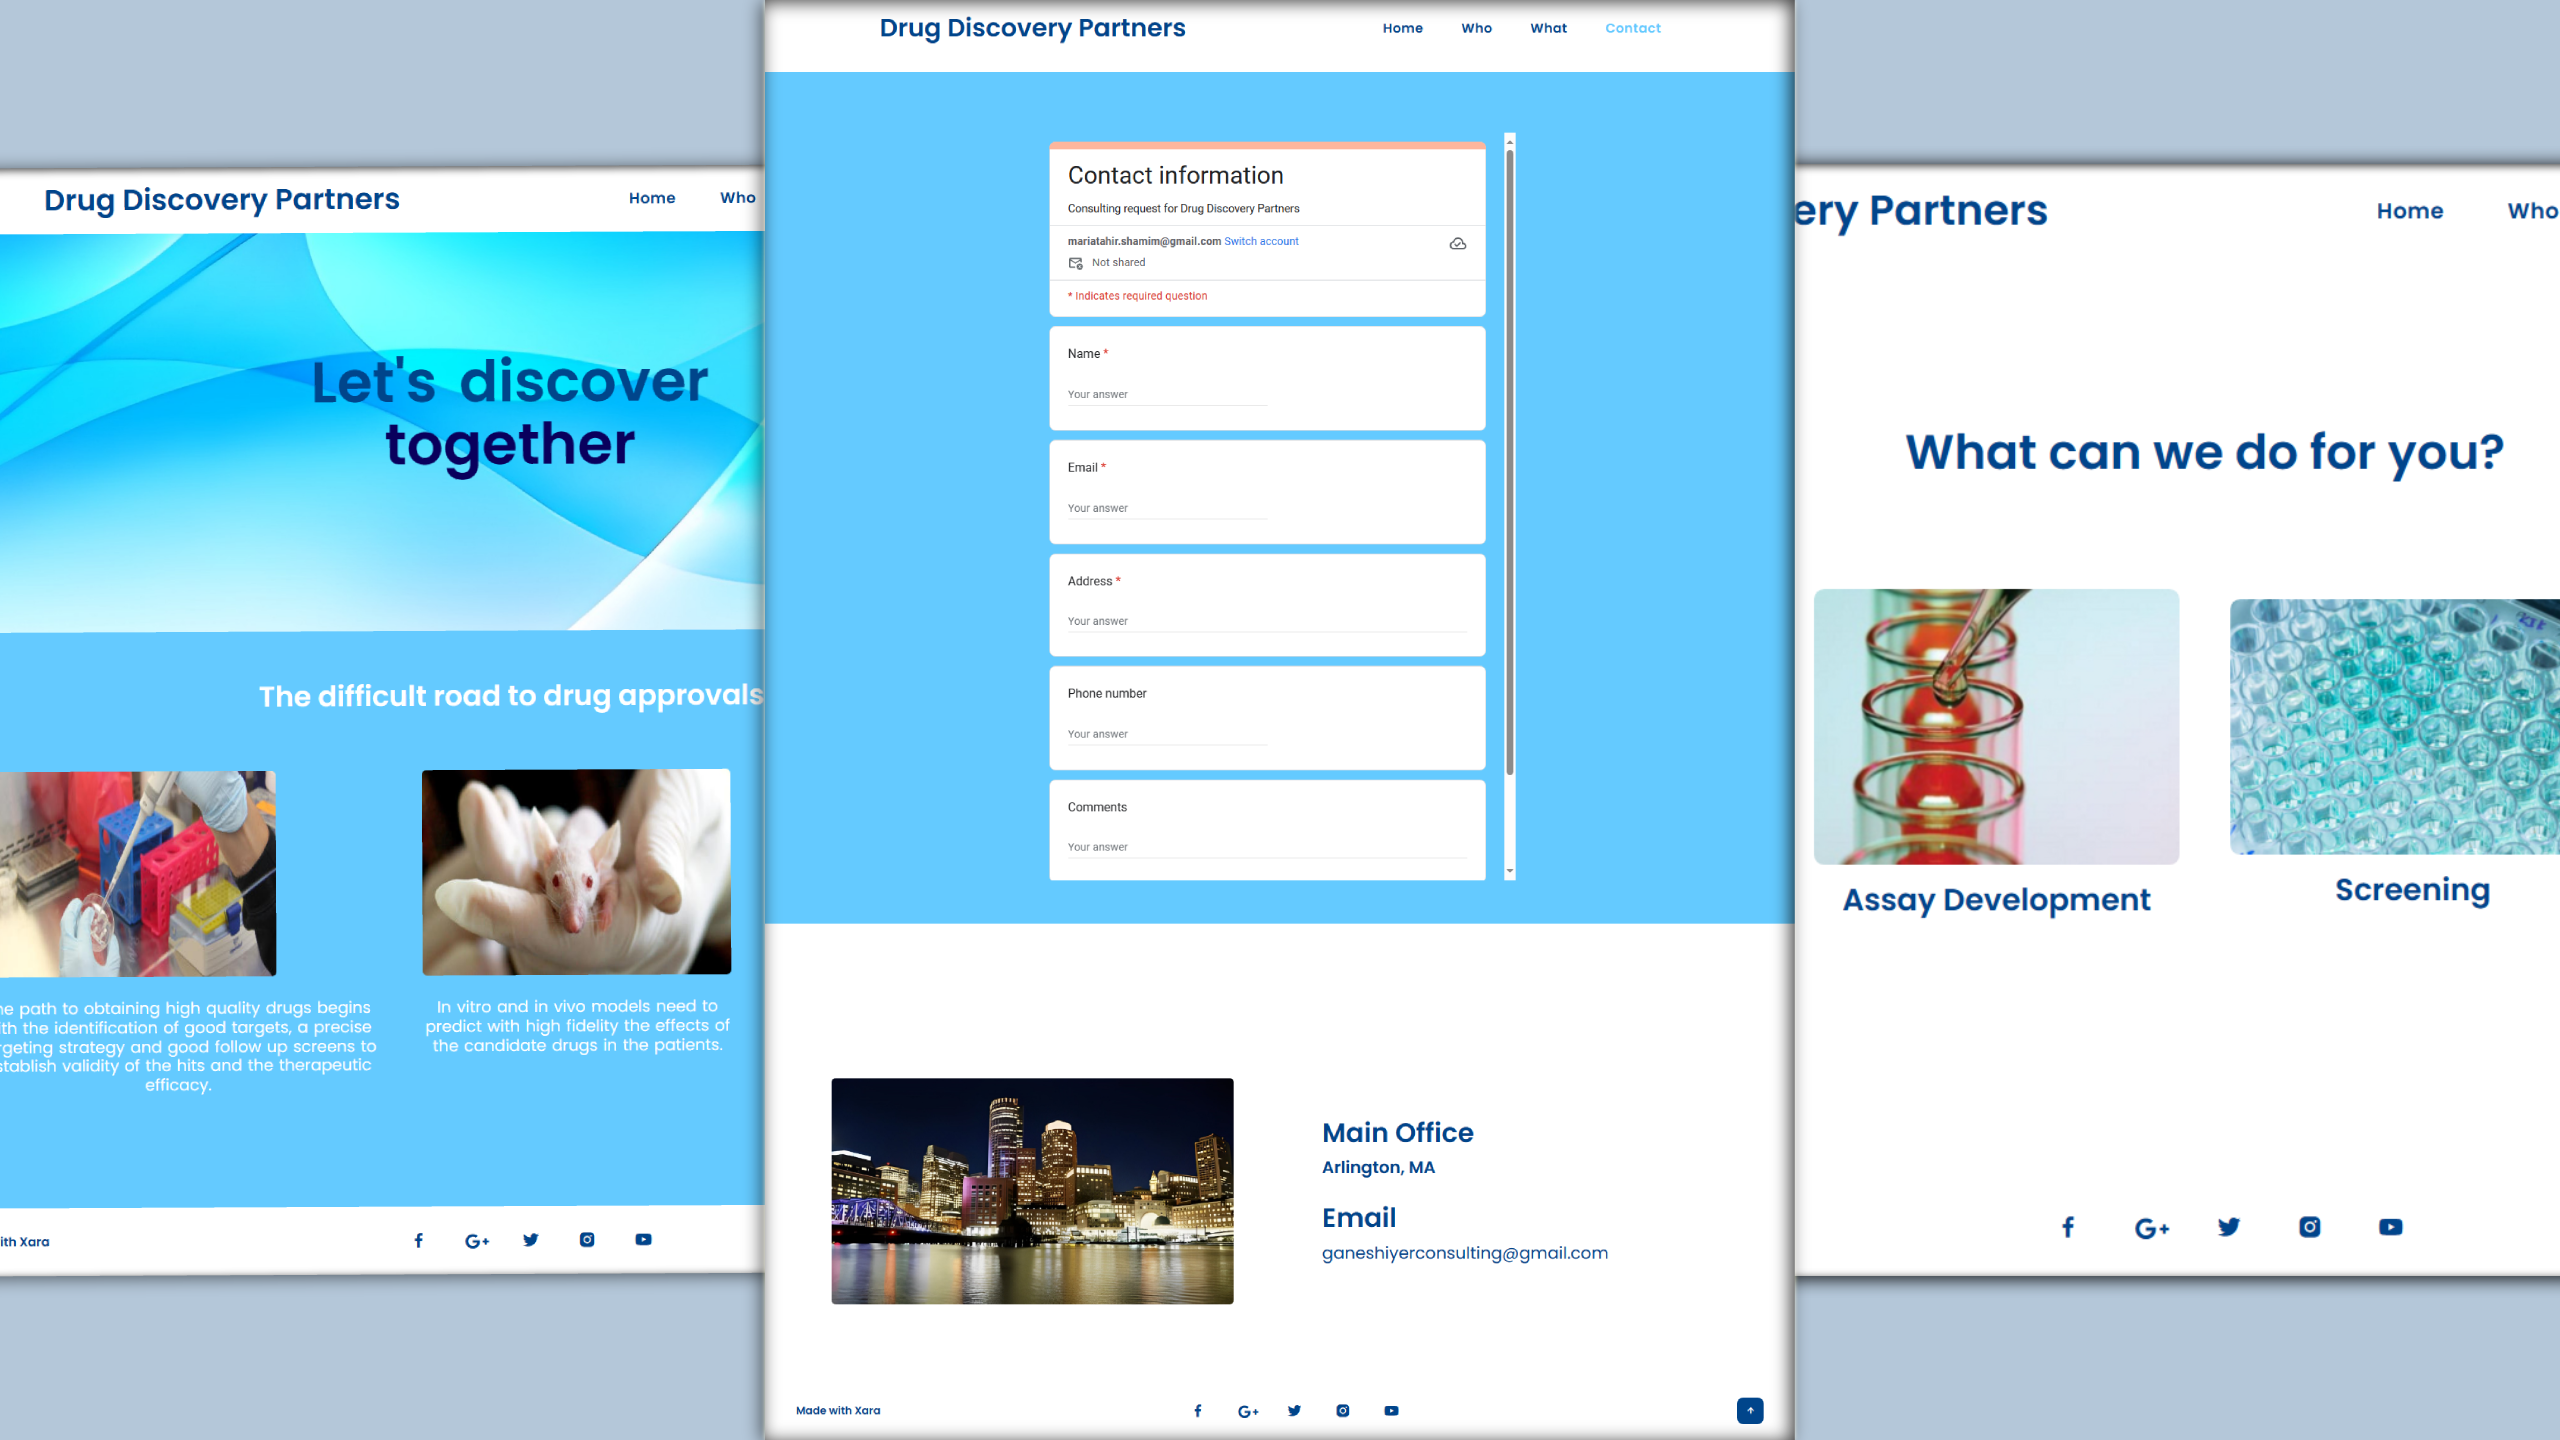 Drug Discovery Partners
Home Who
Let's discover
together
The difficult road to drug approvals
path to obtaining high quality drugs begins
the identification of good targets, a precise
strategy and good follow up screens to
validity of the hits and the therapeutic
efficacy.
In vitro and in vivo models need to
predict with high fidelity the effects of
the candidate drugs in the patients.
Xara
G+
Drug Discovery Partners
Home Who What Contact
Contact information
Consulting request for Drug Discovery Partners
mariatahir.shamim@gmail.com Switch account
Not shared
* Indicates required question
Name *
Your answer
Email *
Your answer
Address *
Your answer
Phone number
Your answer
Comments
Your answer
Main Office
Arlington, MA
Email
ganeshiyerconsulting@gmail.com
Made with Xara
G+
Partners
Home Who
What can we do for you?
Assay Development
Screening
G+